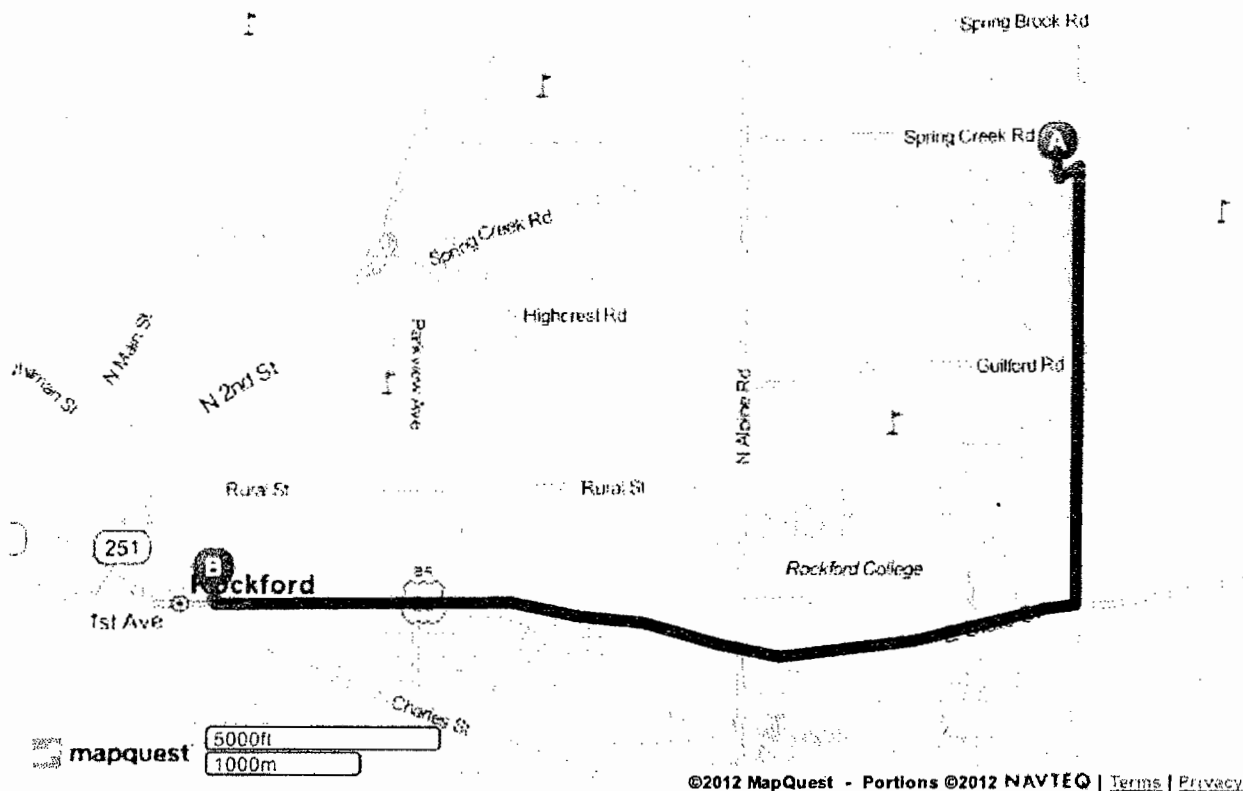 Spring Brook Rd
A
Spring Creek Rd
Spring Creek Rd
Highcrest Rd
N Main St
N 2nd St
Parkview Ave
Guilford Rd
N Alpine Rd
Rural St
Rural St
251
B
Rockford College
Rockford
1st Ave
Charles St
5000ft
mapquest
1000m
©2012 MapQuest - Portions ©2012 NAVTEQ | Terms | Privacy